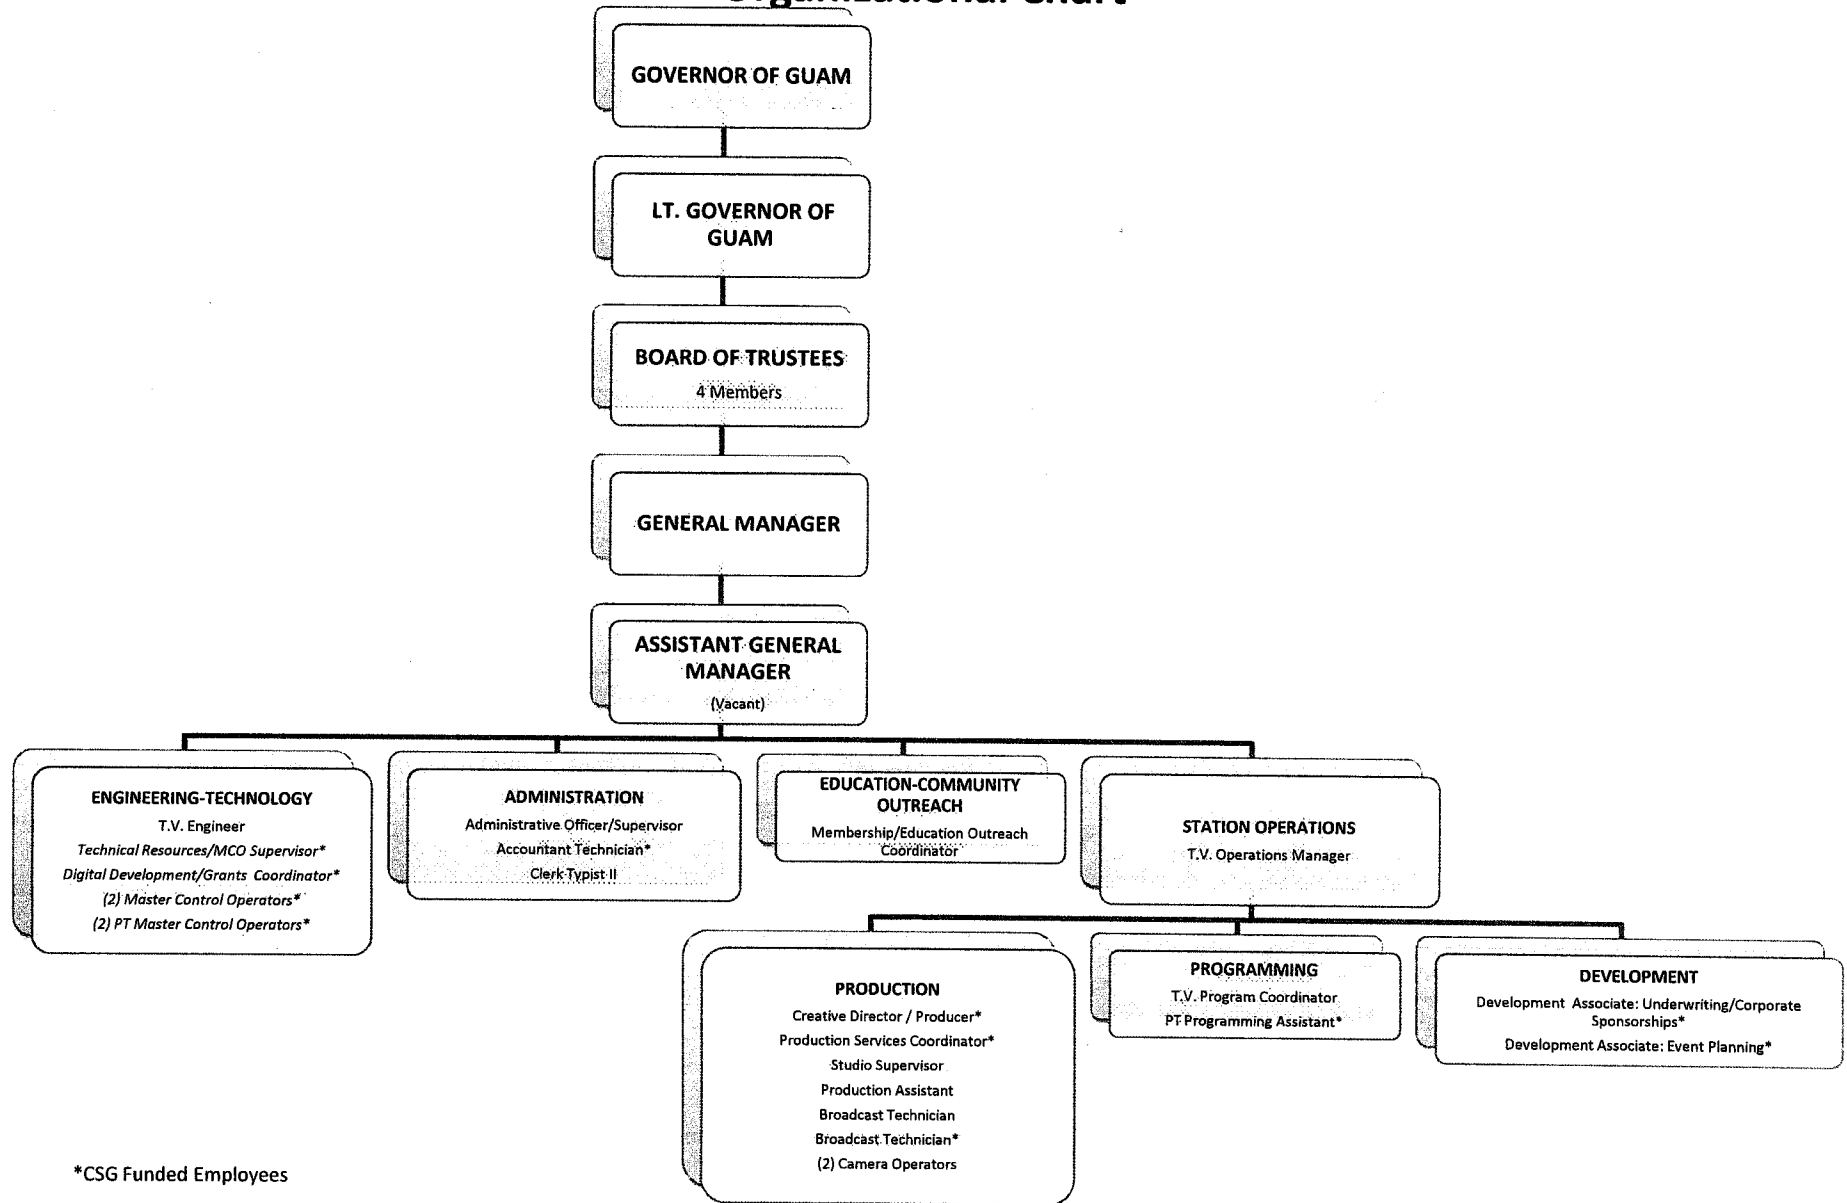 Organizational Chart
GOVERNOR OF GUAM
LT. GOVERNOR OF
GUAM
BOARD OF TRUSTEES
4 Members
GENERAL MANAGER
ASSISTANT GENERAL
MANAGER
(Vacant)
ENGINEERING-TECHNOLOGY
T.V. Engineer
Technical Resources/MCO Supervisor*
Digital Development/Grants Coordinator*
(2) Master Control Operators*
(2) PT Master Control Operators*
ADMINISTRATION
Administrative Officer/Supervisor
Accountant Technician*
Clerk Typist II
EDUCATION-COMMUNITY
OUTREACH
Membership/Education Outreach
Coordinator
STATION OPERATIONS
T.V. Operations Manager
PRODUCTION
Creative Director / Producer*
Production Services Coordinator*
Studio Supervisor
Production Assistant
Broadcast Technician
Broadcast Technician*
(2) Camera Operators
PROGRAMMING
T.V. Program Coordinator
PT Programming Assistant*
DEVELOPMENT
Development Associate: Underwriting/Corporate
Sponsorships*
Development Associate: Event Planning*
*CSG Funded Employees